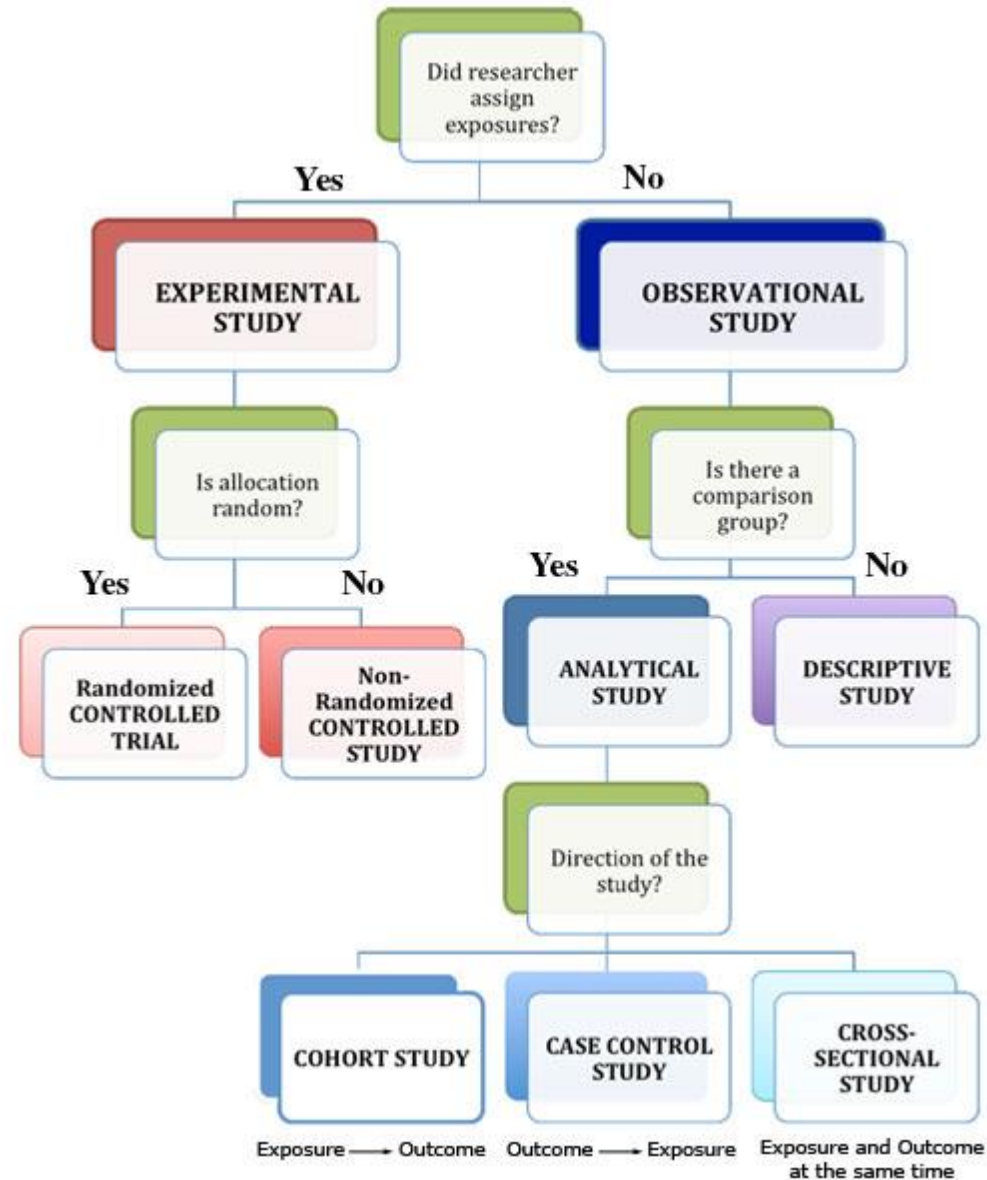 Did researcher
assign
exposures?
Yes
No
EXPERIMENTAL
STUDY
OBSERVATIONAL
STUDY
Is allocation
random?
Is there a
comparison
group?
Yes
No
Yes
No
Randomized
CONTROLLED
TRIAL
Non-
Randomized
CONTROLLED
STUDY
ANALYTICAL
STUDY
DESCRIPTIVE
STUDY
Direction of the
study?
COHORT STUDY
CASE CONTROL
STUDY
CROSS-
SECTIONAL
STUDY
Exposure → Outcome
Outcome → Exposure
Exposure and Outcome
at the same time